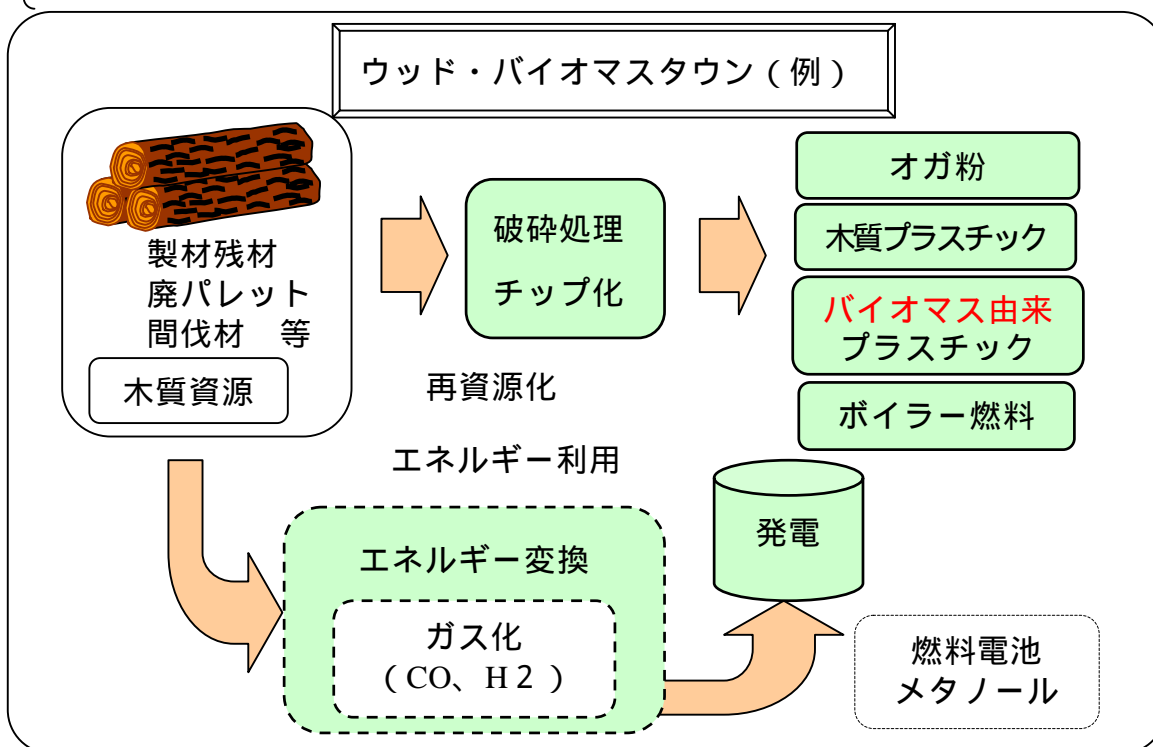 ウッド・バイオマスタウン（例）
製材残材
廃パレット
間伐材　等
木質資源
破砕処理
チップ化
再資源化
オガ粉
木質プラスチック
バイオマス由来
プラスチック
ボイラー燃料
エネルギー利用
エネルギー変換
ガス化
（CO、H２）
発電
燃料電池
メタノール